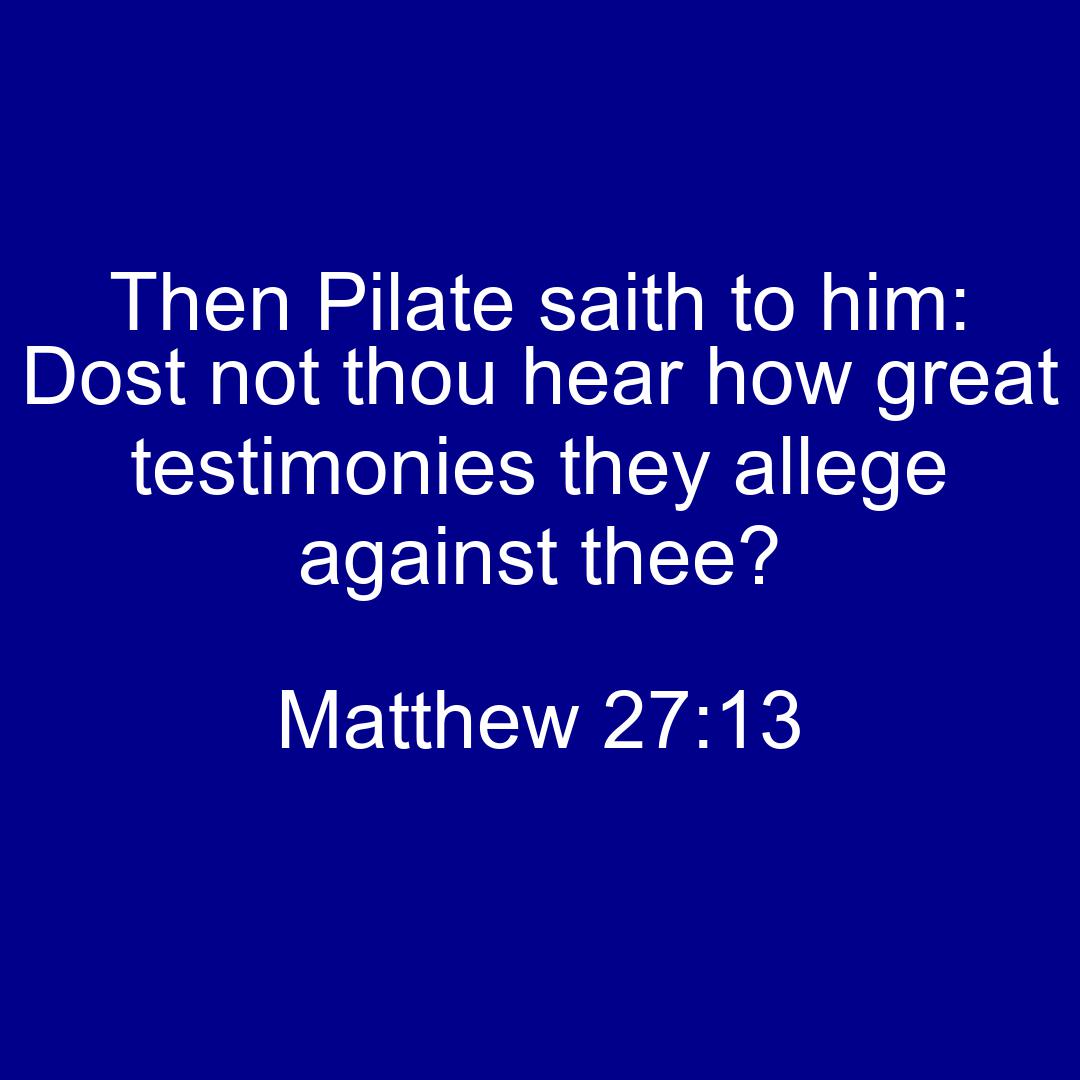 Then Pilate saith to him:
Dost not thou hear how great
testimonies they allege
against thee?
Matthew 27:13